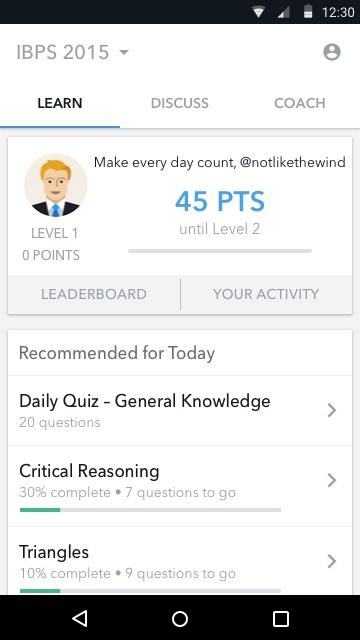 12:30
IBPS 2015
LEARN
DISCUSS
COACH
Make every day count, @notlikethewind
45 PTS
until Level 2
LEVEL 1
0 POINTS
LEADERBOARD
YOUR ACTIVITY
Recommended for Today
Daily Quiz – General Knowledge
20 questions
Critical Reasoning
30% complete • 7 questions to go
Triangles
10% complete • 9 questions to go